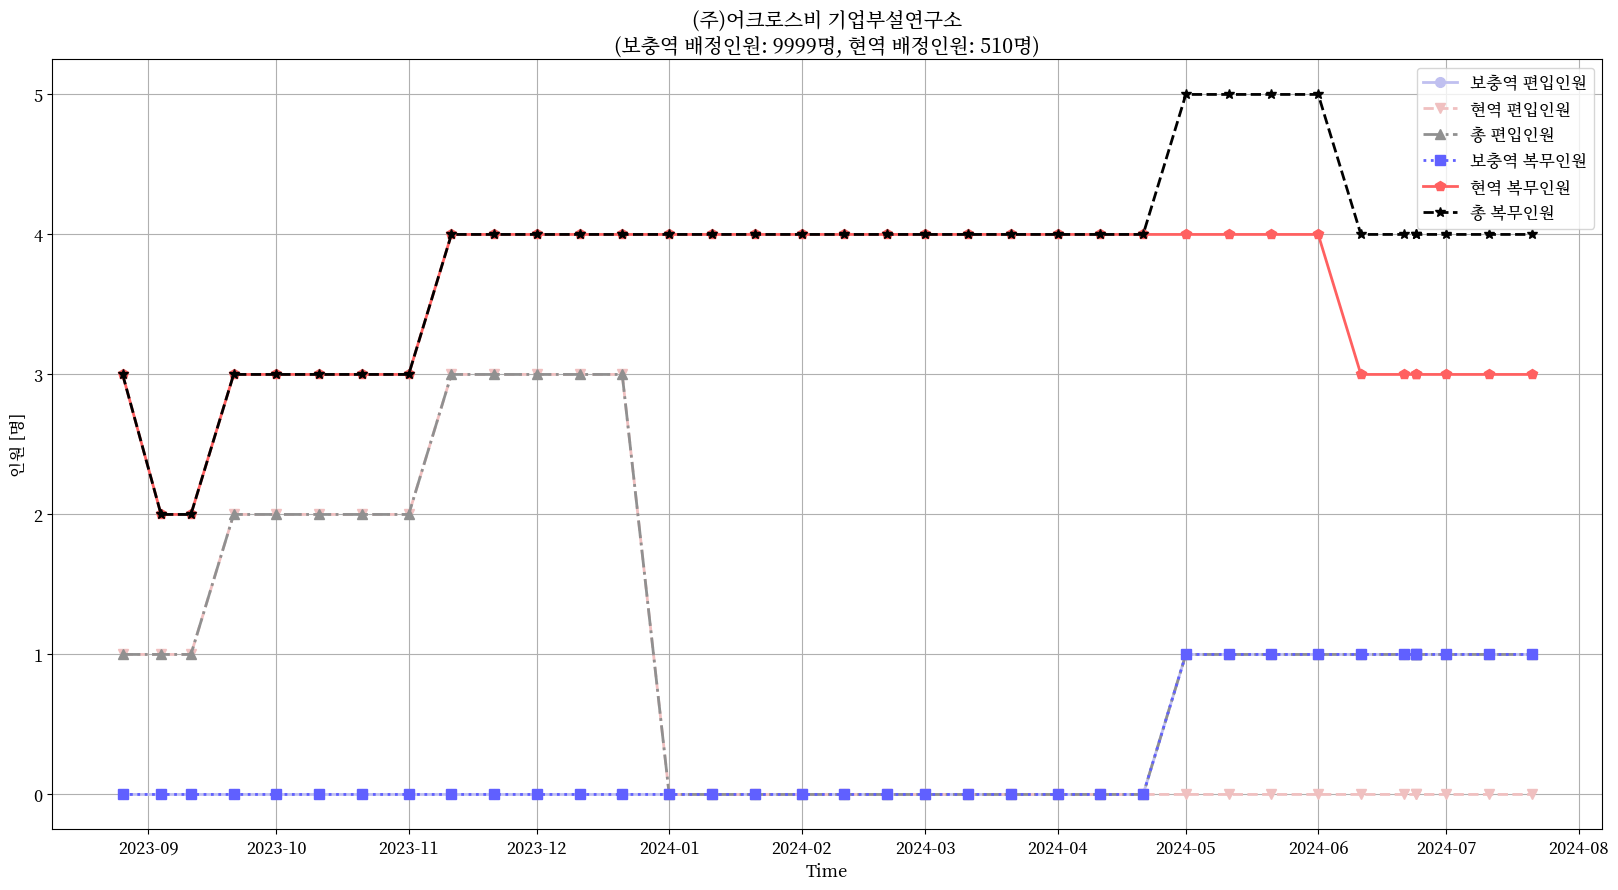 (주)어크로스비 기업부설연구소
(보충역 배정인원: 9999명, 현역 배정인원: 510명)
보충역 편입인원
현역 편입인원
총 편입인원
보충역 복무인원
현역 복무인원
총 복무인원
인원 [명]
5
4
3
2
1
0
2023-09 2023-10 2023-11 2023-12 2024-01 2024-02 2024-03 2024-04 2024-05 2024-06 2024-07 2024-08
Time